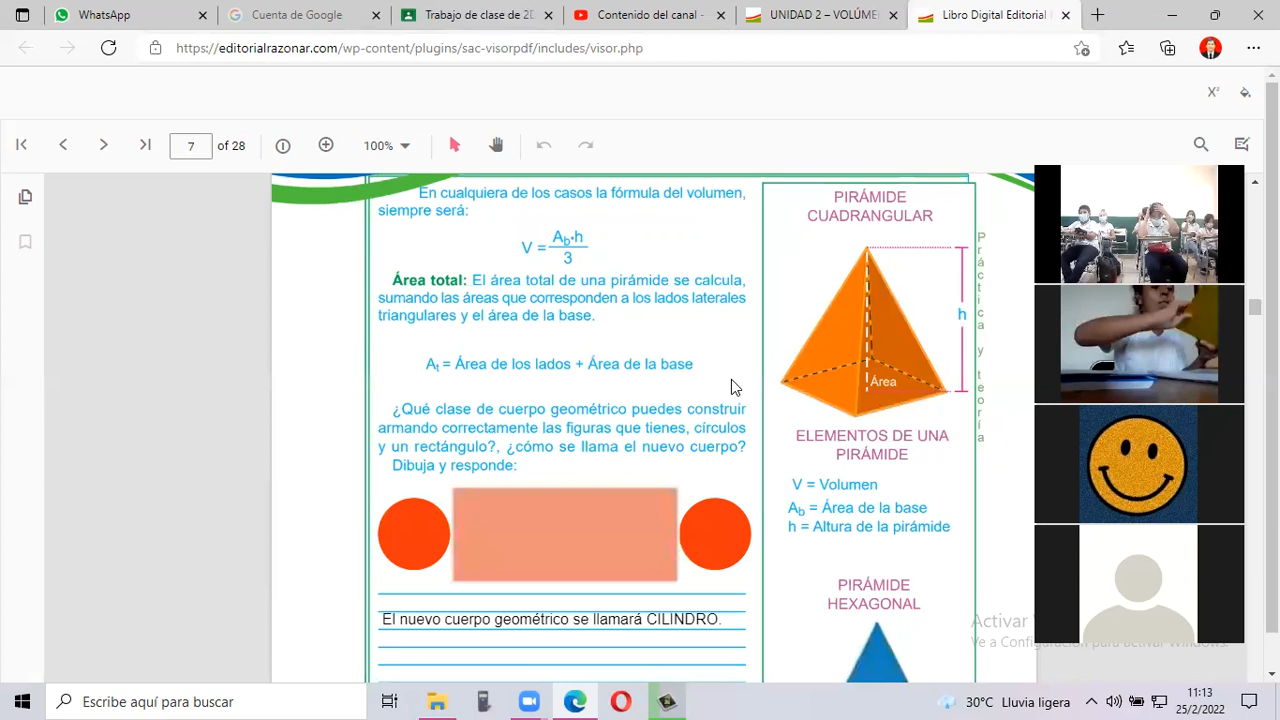 WhatsApp
Cuenta de Google
Trabajo de clase de 2D
Contenido -
UNIDAD 2 – VOLÚME
Libro de
https://editorialrazonar.com/wp-content/plugins/sac-visorpdf/includes/visor.php
X²
7 of 28
100%
En cualquiera de los casos la fórmula del volumen,
siempre será:
V = Ab·h
3
Área total: El área total de una pirámide se calcula,
sumando las áreas que corresponden a los lados laterales
triangulares y el área de la base.
At = Área de los lados + Área de la base
¿Qué clase de cuerpo geométrico puedes construir
armando correctamente las figuras que tienes, círculos
y un rectángulo?, ¿cómo se llama el nuevo cuerpo?
Dibuja y responde:
El nuevo cuerpo geométrico se llamará CILINDRO.
PIRÁMIDE
CUADRANGULAR
h
Área
ELEMENTOS DE UNA
PIRÁMIDE
V = Volumen
Ab = Área de la base
h = Altura de la pirámide
PIRÁMIDE
HEXAGONAL
Práctica y teoría
Activar
Ve a Configuración para activar Windows.
Escribe aquí para buscar
30°C Lluvia ligera
11:13
25/2/2022